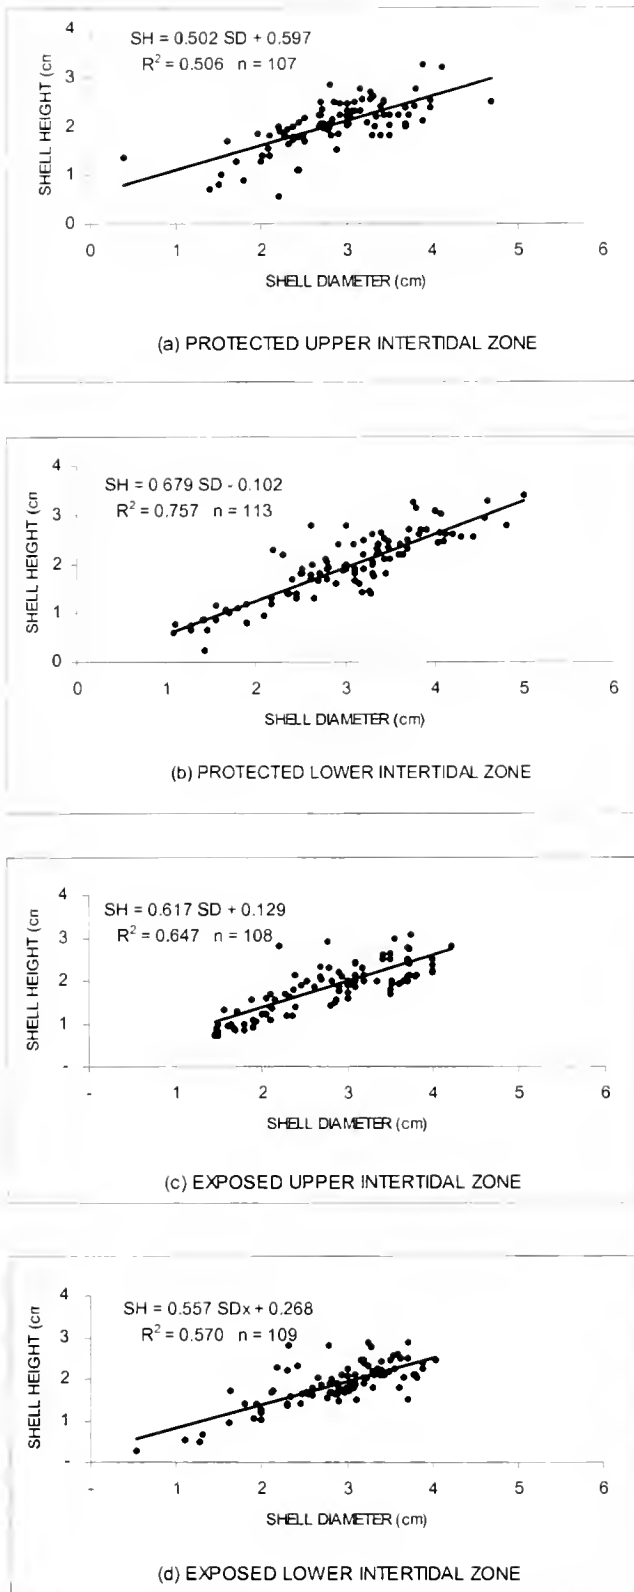 4
SH = 0.502 SD + 0.597
R² = 0.506 n = 107
3
2
1
0
SHELL HEIGHT (cn
0 1 2 3 4 5 6
SHELL DIAMETER (cm)
(a) PROTECTED UPPER INTERTIDAL ZONE
4
SH = 0 679 SD - 0.102
R² = 0.757 n = 113
3
2
1
0
SHELL HEIGHT (cn
0 1 2 3 4 5 6
SHELL DIAMETER (cm)
(b) PROTECTED LOWER INTERTIDAL ZONE
4
SH = 0.617 SD + 0.129
R² = 0.647 n = 108
3
2
1
-
SHELL HEIGHT (cn
- 1 2 3 4 5 6
SHELL DIAMETER (cm)
(c) EXPOSED UPPER INTERTIDAL ZONE
4
SH = 0.557 SDx + 0.268
R² = 0.570 n = 109
3
2
1
-
SHELL HEIGHT (cn
- 1 2 3 4 5 6
SHELL DIAMETER (cm)
(d) EXPOSED LOWER INTERTIDAL ZONE